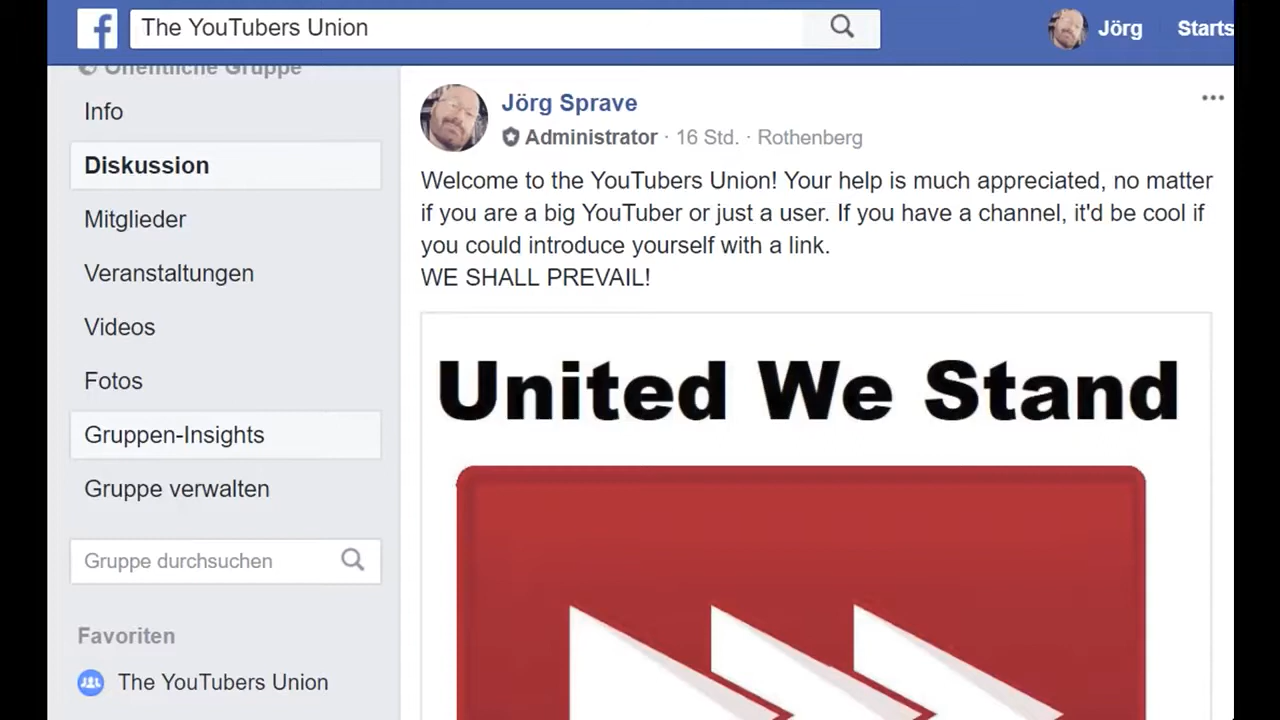 The YouTubers Union
Jörg
Starts
Öffentliche Gruppe
Info
Diskussion
Mitglieder
Veranstaltungen
Videos
Fotos
Gruppen-Insights
Gruppe verwalten
Gruppe durchsuchen
Favoriten
The YouTubers Union
Jörg Sprave
Administrator · 16 Std. · Rothenberg
Welcome to the YouTubers Union! Your help is much appreciated, no matter
if you are a big YouTuber or just a user. If you have a channel, it'd be cool if
you could introduce yourself with a link.
WE SHALL PREVAIL!
United We Stand